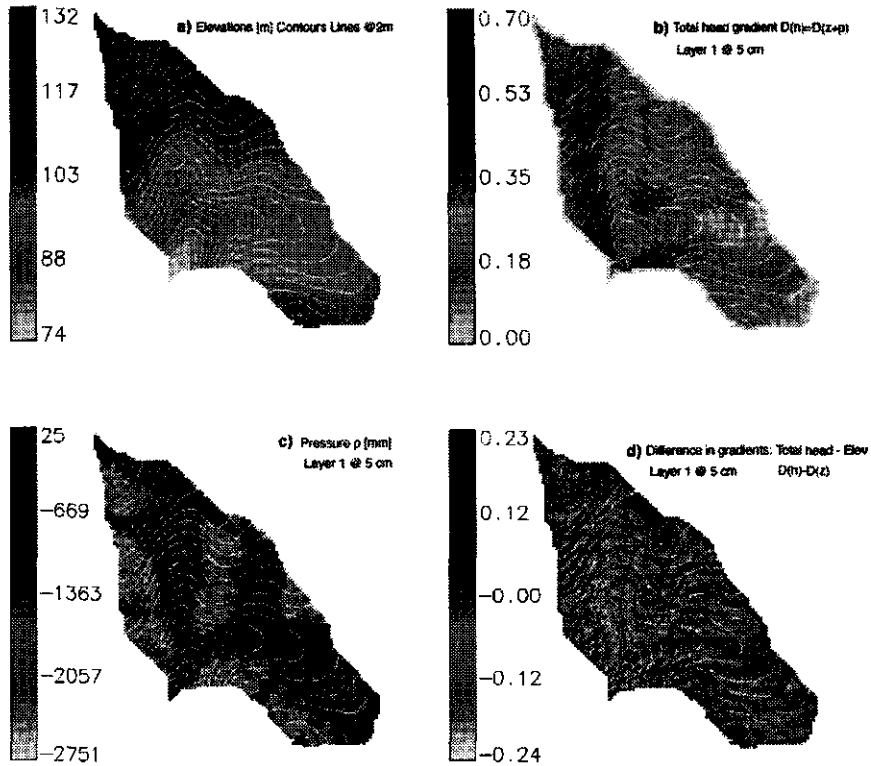 132
a) Elevations [m] Contours Lines @2m
117
103
88
74
0.70
b) Total head gradient D(h)=D(z+p)
Layer 1 @ 5 cm
0.53
0.35
0.18
0.00
25
c) Pressure p [mm]
Layer 1 @ 5 cm
-669
-1363
-2057
-2751
0.23
d) Difference in gradients: Total head - Elev
Layer 1 @ 5 cm D(h)-D(z)
0.12
-0.00
-0.12
-0.24